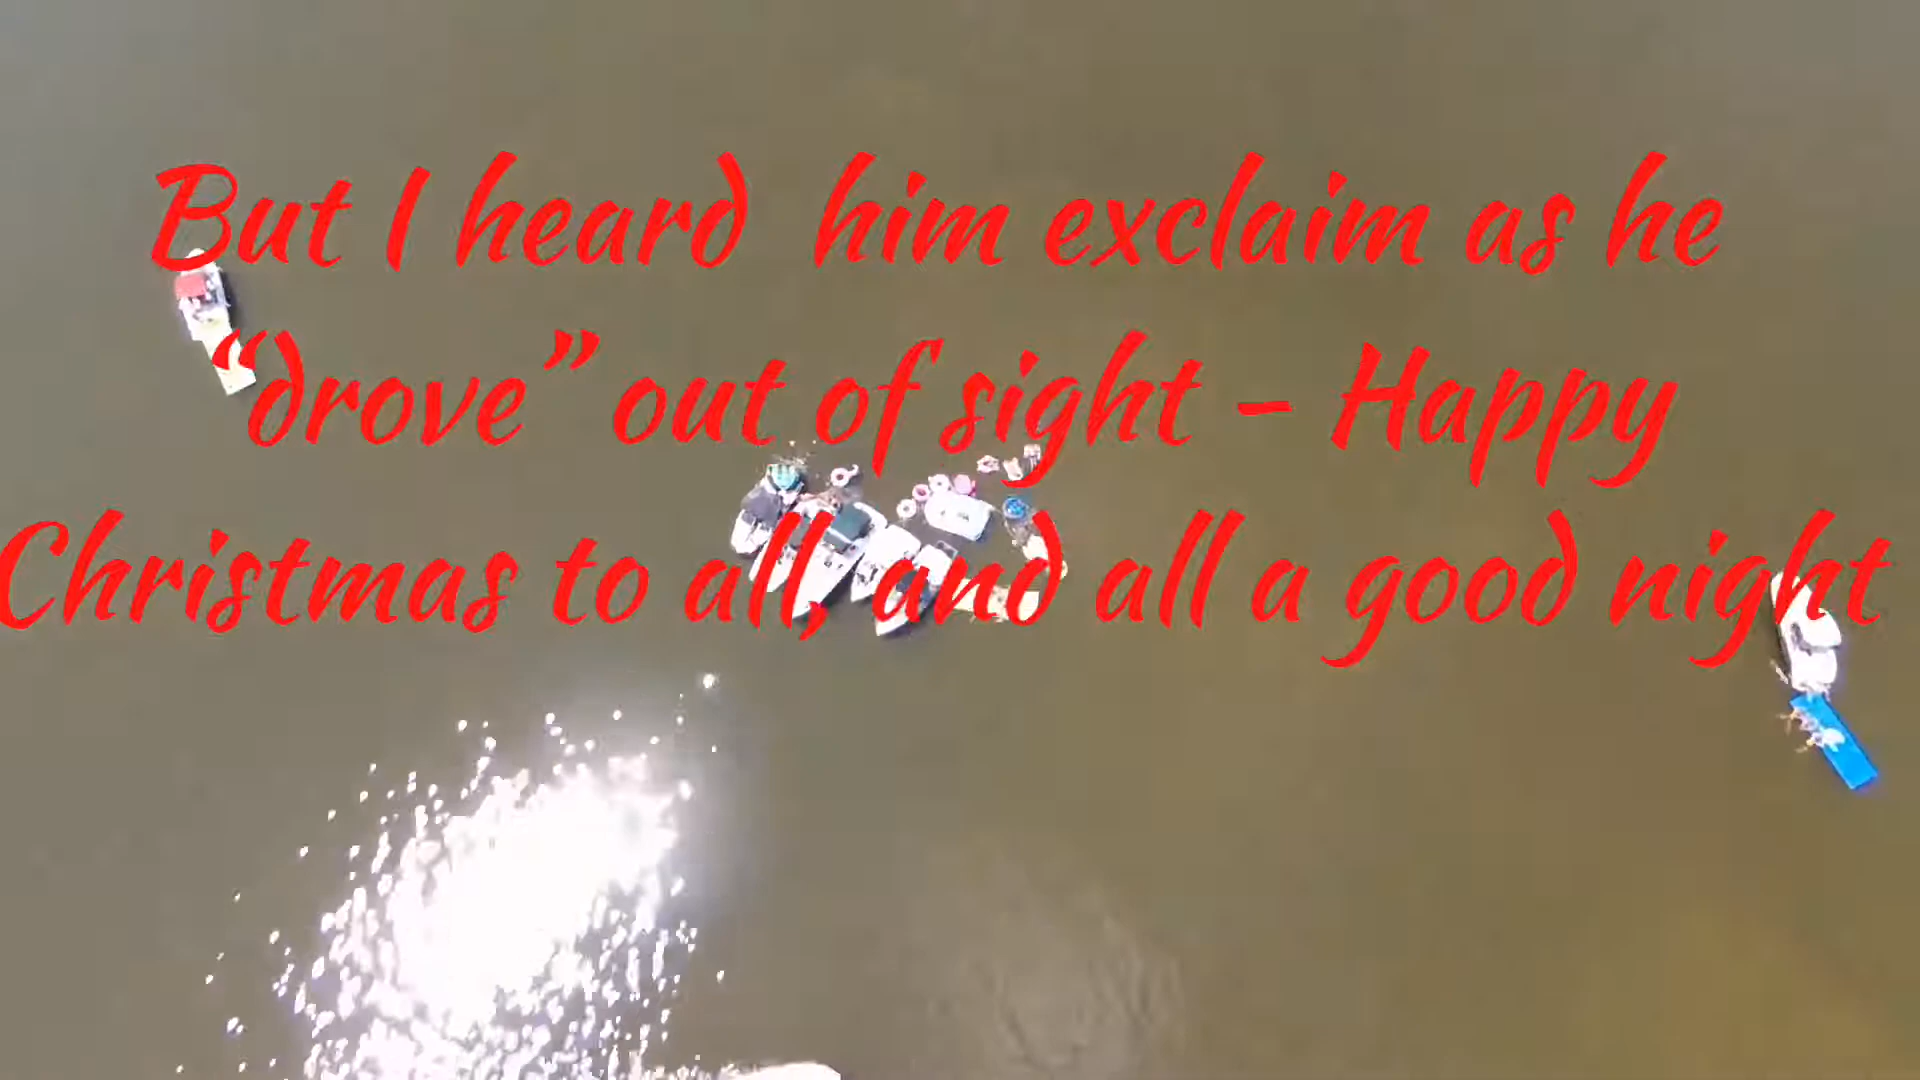 But I heard him exclaim as he
“drove” out of sight - Happy
Christmas to all, and all a good night